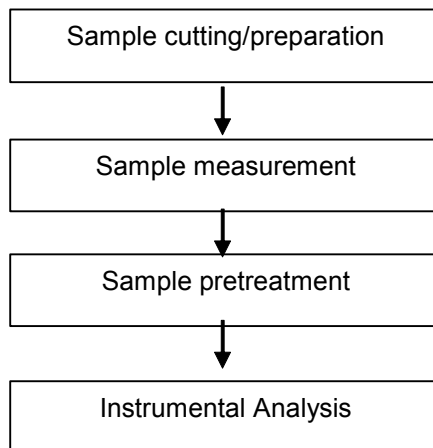 Sample cutting/preparation
Sample measurement
Sample pretreatment
Instrumental Analysis